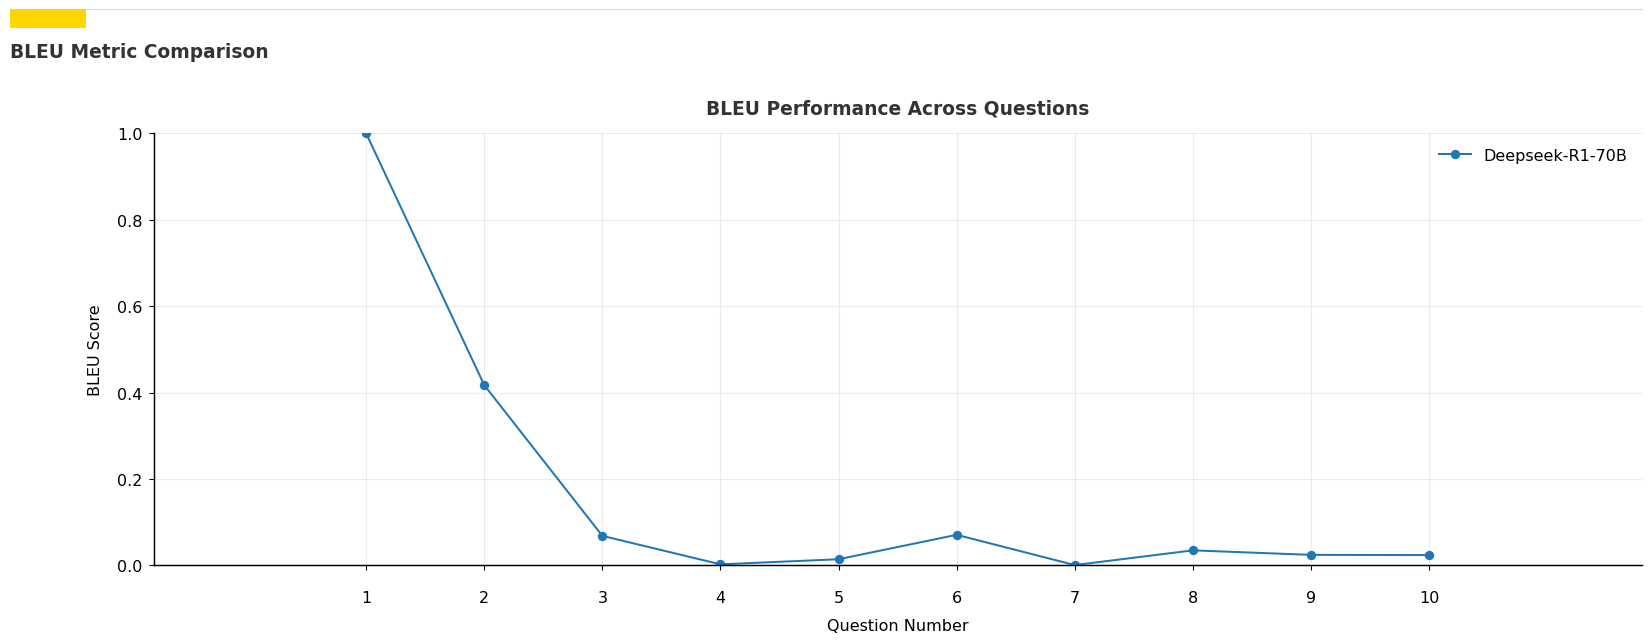 BLEU Metric Comparison
BLEU Performance Across Questions
Deepseek-R1-70B
BLEU Score
1.0
0.8
0.6
0.4
0.2
0.0
1 2 3 4 5 6 7 8 9 10
Question Number